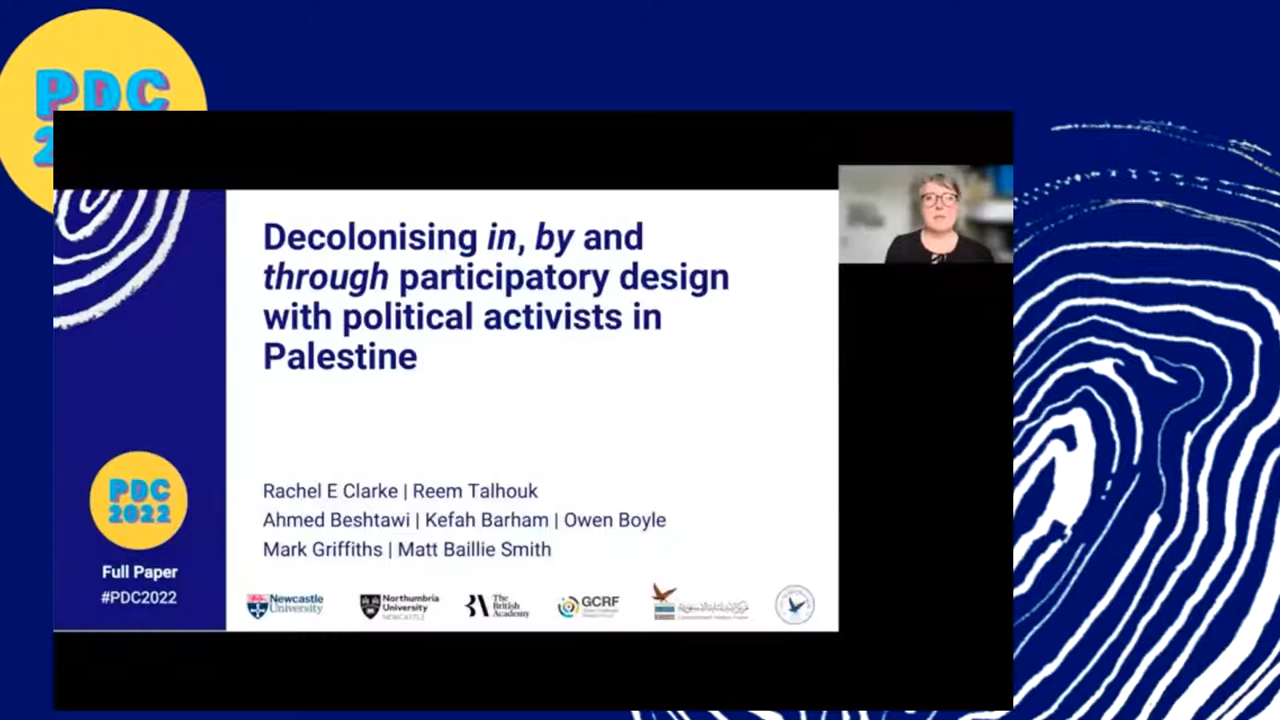 PDC
2
Decolonising in, by and
through participatory design
with political activists in
Palestine
Rachel E Clarke | Reem Talhouk
Ahmed Beshtawi | Kefah Barham | Owen Boyle
Mark Griffiths | Matt Baillie Smith
PDC
2022
Full Paper
#PDC2022
Newcastle
University
Northumbria
University
NEWCASTLE
The
British
Academy
GCRF